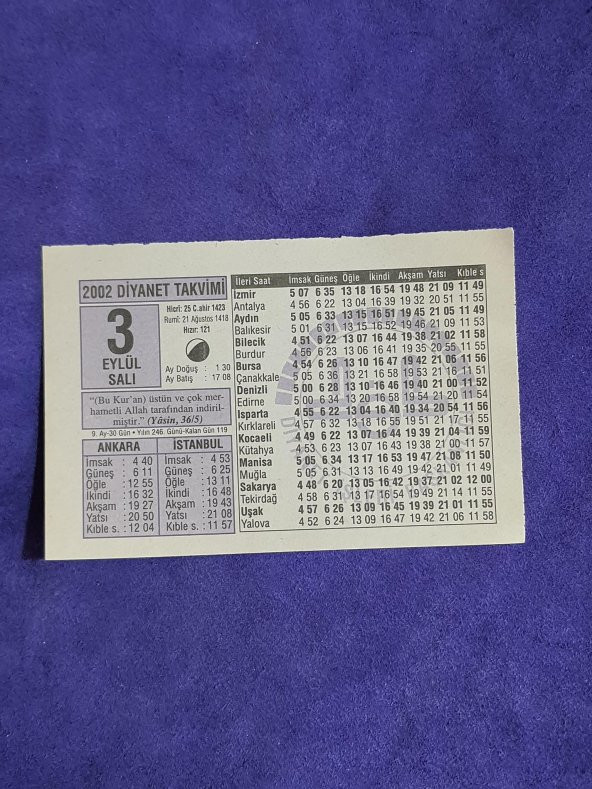 2002 DİYANET TAKVİMİ
3
EYLÜL
SALI
Hicrî: 25 C.ahir 1423
Rumî: 21 Ağustos 1418
Hızır: 121
Ay Doğuş : 1 30
Ay Batış : 17 08
“(Bu Kur'an) üstün ve çok mer-
hametli Allah tarafından indiril-
miştir.” (Yâsin, 36/5)
9. Ay-30 Gün • Yılın 246. Günü-Kalan Gün 119
ANKARA
İmsak : 4 40
Güneş : 6 11
Öğle : 12 55
İkindi : 16 32
Akşam : 19 27
Yatsı : 20 50
Kıble s. : 12 04
İSTANBUL
İmsak : 4 53
Güneş : 6 25
Öğle : 13 11
İkindi : 16 48
Akşam : 19 43
Yatsı : 21 08
Kıble s. : 11 57
İleri Saat İmsak Güneş Öğle İkindi Akşam Yatsı Kıble s
İzmir 5 07 6 35 13 18 16 54 19 48 21 09 11 49
Antalya 4 56 6 22 13 04 16 39 19 32 20 51 11 55
Aydın 5 05 6 33 13 15 16 51 19 45 21 05 11 49
Balıkesir 5 01 6 31 13 15 16 52 19 46 21 09 11 53
Bilecik 4 51 6 22 13 07 16 44 19 38 21 02 11 58
Burdur 4 56 6 23 13 06 16 41 19 35 20 55 11 55
Bursa 4 54 6 26 13 10 16 47 19 42 21 06 11 56
Çanakkale 5 05 6 36 13 21 16 58 19 53 21 16 11 51
Denizli 5 00 6 28 13 10 16 46 19 40 21 00 11 52
Edirne 5 00 6 34 13 20 16 58 19 54 21 20 11 54
Isparta 4 55 6 22 13 04 16 40 19 34 20 54 11 56
Kırklareli 4 57 6 32 13 18 16 55 19 51 21 17 11 55
Kocaeli 4 49 6 22 13 07 16 44 19 39 21 04 11 59
Kütahya 4 53 6 23 13 07 16 43 19 37 21 00 11 56
Manisa 5 05 6 34 13 17 16 53 19 47 21 08 11 50
Muğla 5 05 6 31 13 13 16 49 19 42 21 01 11 49
Sakarya 4 48 6 20 13 05 16 42 19 37 21 02 12 00
Tekirdağ 4 58 6 31 13 17 16 54 19 49 21 14 11 55
Uşak 4 57 6 26 13 09 16 45 19 39 21 01 11 55
Yalova 4 52 6 24 13 09 16 47 19 42 21 06 11 58